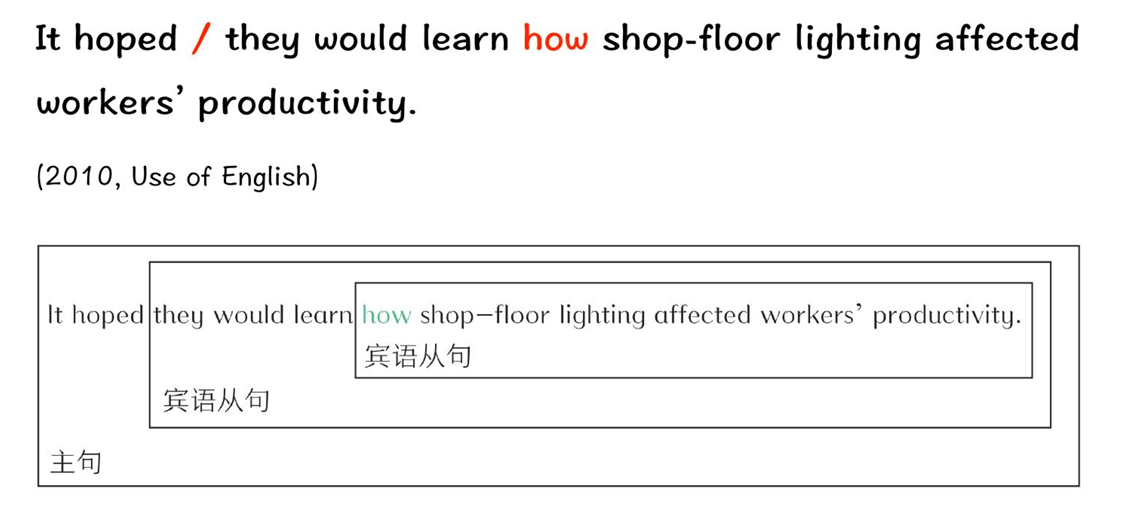 It hoped / they would learn how shop-floor lighting affected
workers’ productivity.
(2010, Use of English)
It hoped they would learn how shop–floor lighting affected workers’ productivity.
宾语从句
宾语从句
主句